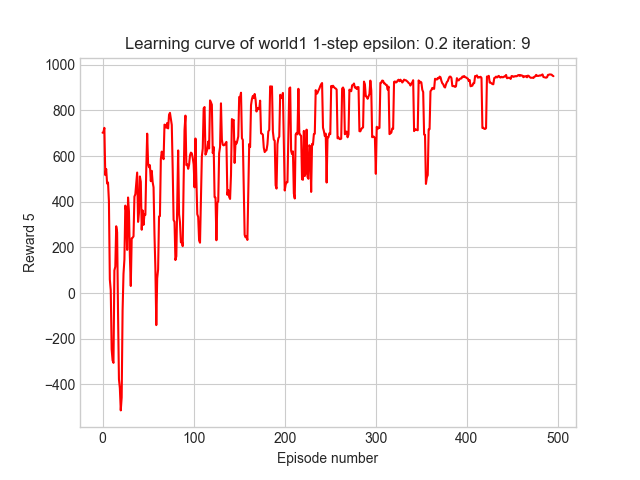 Learning curve of world1 1-step epsilon: 0.2 iteration: 9
1000
800
600
400
200
0
−200
−400
Reward 5
0 100 200 300 400 500
Episode number